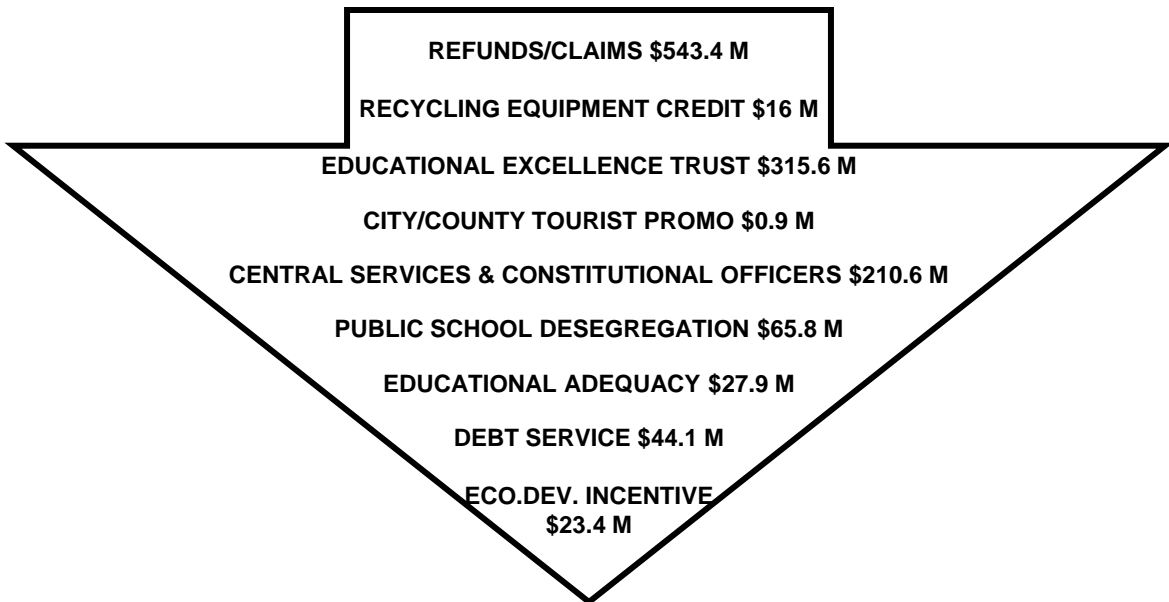 REFUNDS/CLAIMS $543.4 M
RECYCLING EQUIPMENT CREDIT $16 M
EDUCATIONAL EXCELLENCE TRUST $315.6 M
CITY/COUNTY TOURIST PROMO $0.9 M
CENTRAL SERVICES & CONSTITUTIONAL OFFICERS $210.6 M
PUBLIC SCHOOL DESEGREGATION $65.8 M
EDUCATIONAL ADEQUACY $27.9 M
DEBT SERVICE $44.1 M
ECO.DEV. INCENTIVE
$23.4 M